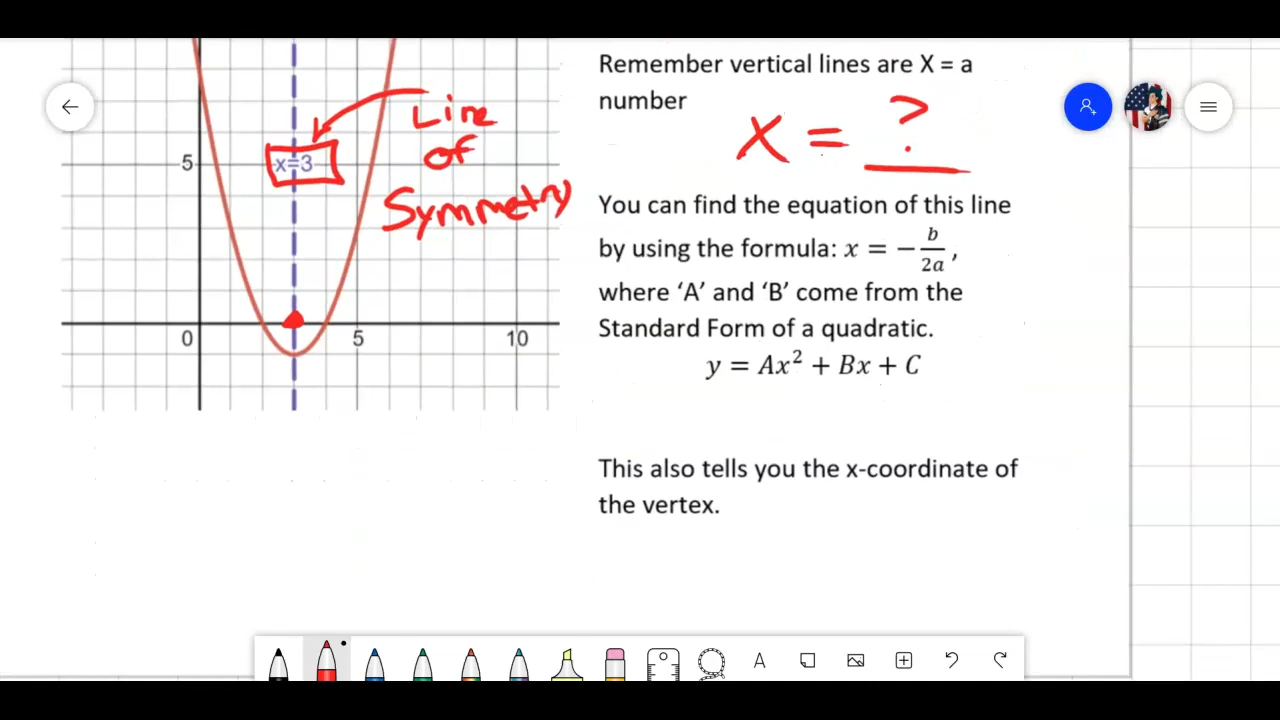 Remember vertical lines are X = a
number
X = ?
You can find the equation of this line
by using the formula: x = −b/2a,
where ‘A’ and ‘B’ come from the
Standard Form of a quadratic.
y = Ax² + Bx + C
This also tells you the x-coordinate of
the vertex.
Line
of
Symmetry
x=3
5
0
5
10
A